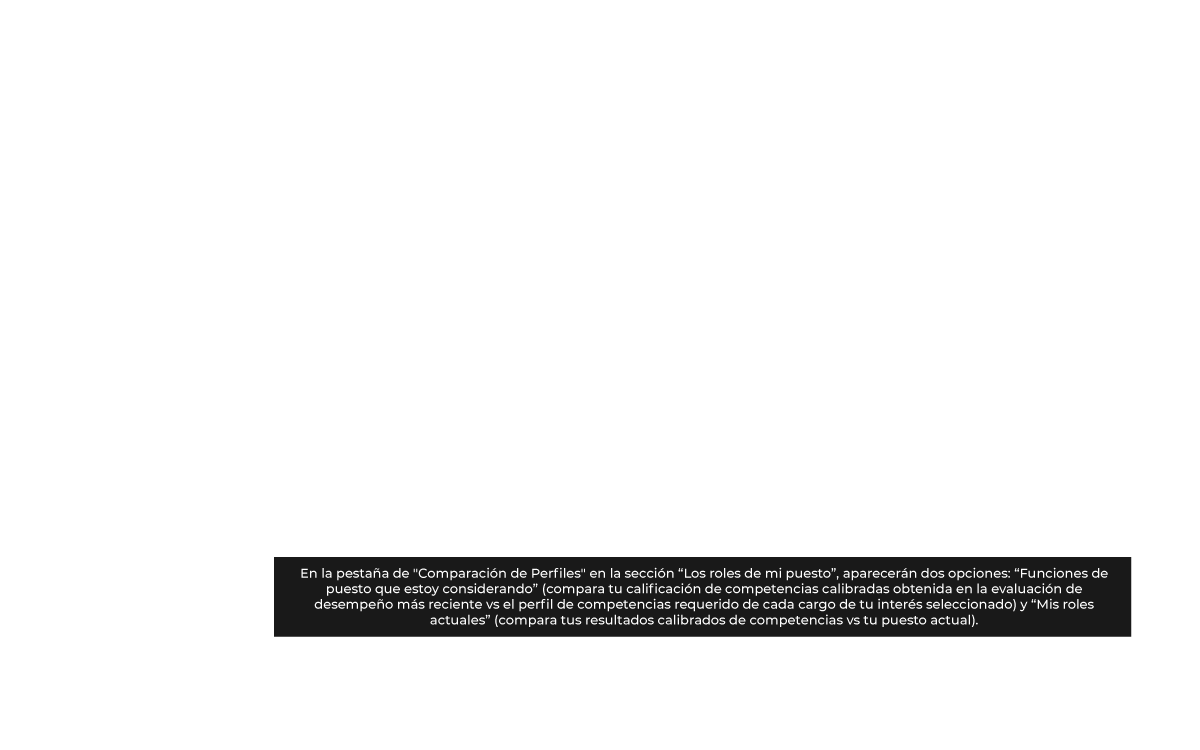 En la pestaña de "Comparación de Perfiles" en la sección “Los roles de mi puesto”, aparecerán dos opciones: “Funciones de
puesto que estoy considerando” (compara tu calificación de competencias calibradas obtenida en la evaluación de
desempeño más reciente vs el perfil de competencias requerido de cada cargo de tu interés seleccionado) y “Mis roles
actuales” (compara tus resultados calibrados de competencias vs tu puesto actual).